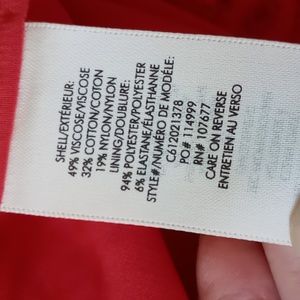 SHELL/EXTÉRIEUR:
49% VISCOSE/VISCOSE
32% COTTON/COTON
19% NYLON/NYLON
LINING/DOUBLURE:
94% POLYESTER/POLYESTER
6% ELASTANE/ÉLASTHANNE
STYLE#/NUMÉRO DE MODÈLE:
C612021378
PO# 114999
RN# 107677
CARE ON REVERSE
ENTRETIEN AU VERSO